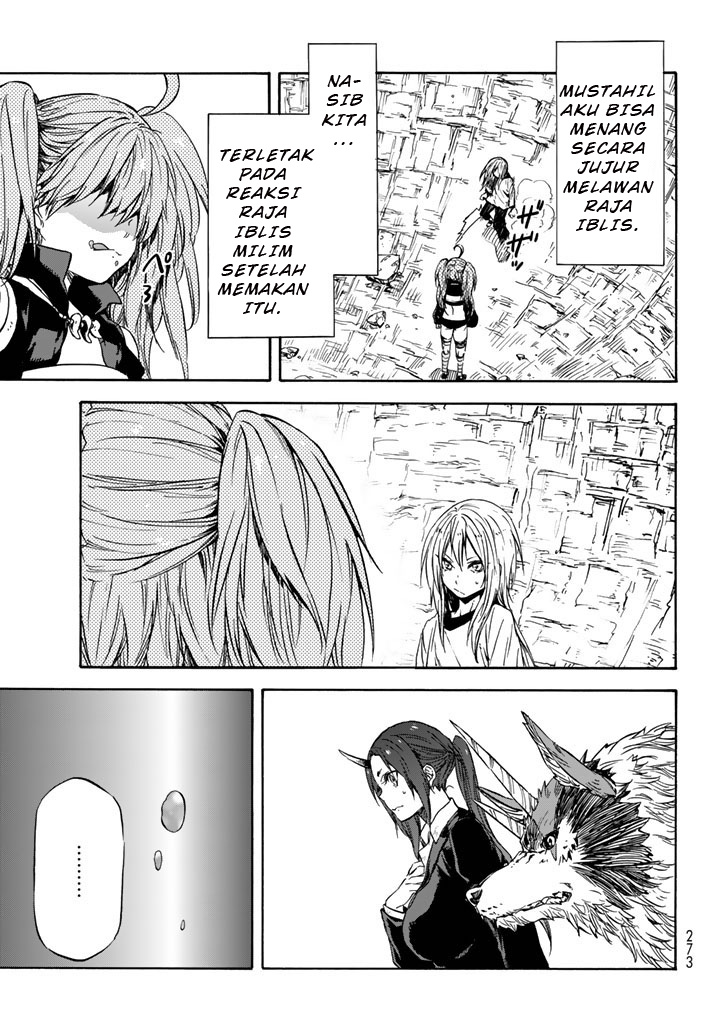 MUSTAHIL
AKU BISA
MENANG
SECARA
JUJUR
MELAWAN
RAJA
IBLIS.
NA-
SIB
KITA
...
TERLETAK
PADA
REAKSI
RAJA
IBLIS
MILIM
SETELAH
MEMAKAN
ITU.
ザザ
ペろ
.........
273